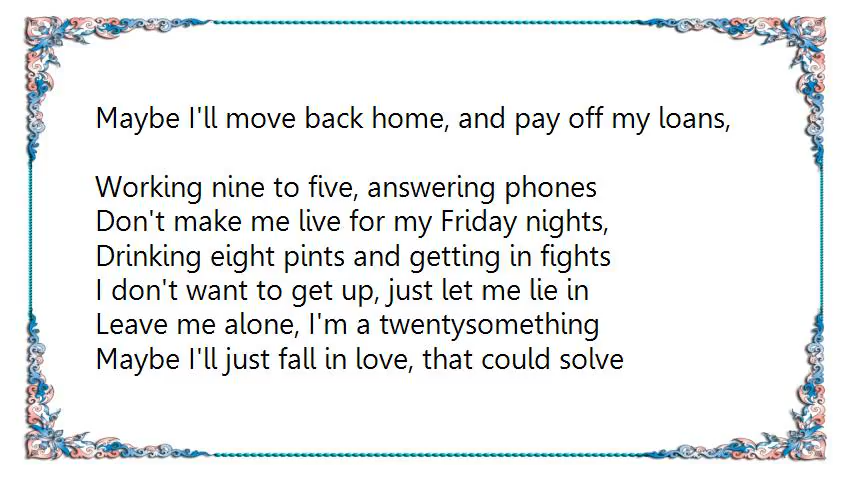 Maybe I'll move back home, and pay off my loans,
Working nine to five, answering phones
Don't make me live for my Friday nights,
Drinking eight pints and getting in fights
I don't want to get up, just let me lie in
Leave me alone, I'm a twentysomething
Maybe I'll just fall in love, that could solve